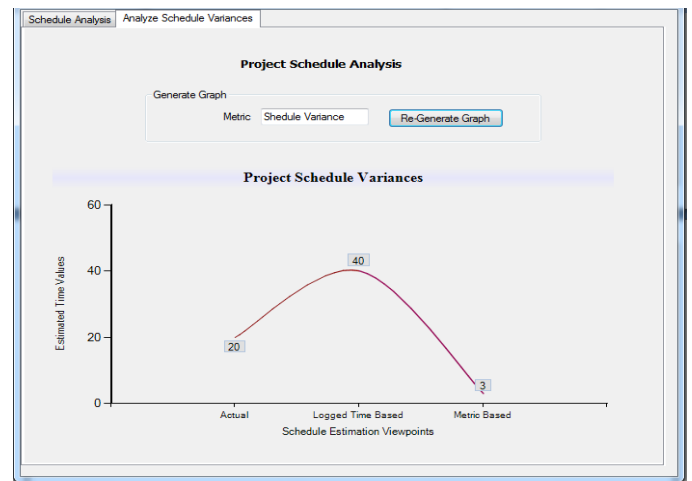 Schedule Analysis Analyze Schedule Variances
Project Schedule Analysis
Generate Graph
Metric Shedule Variance Re-Generate Graph
Project Schedule Variances
60
40
20
0
Estimated Time Values
20
40
3
Actual Logged Time Based Metric Based
Schedule Estimation Viewpoints